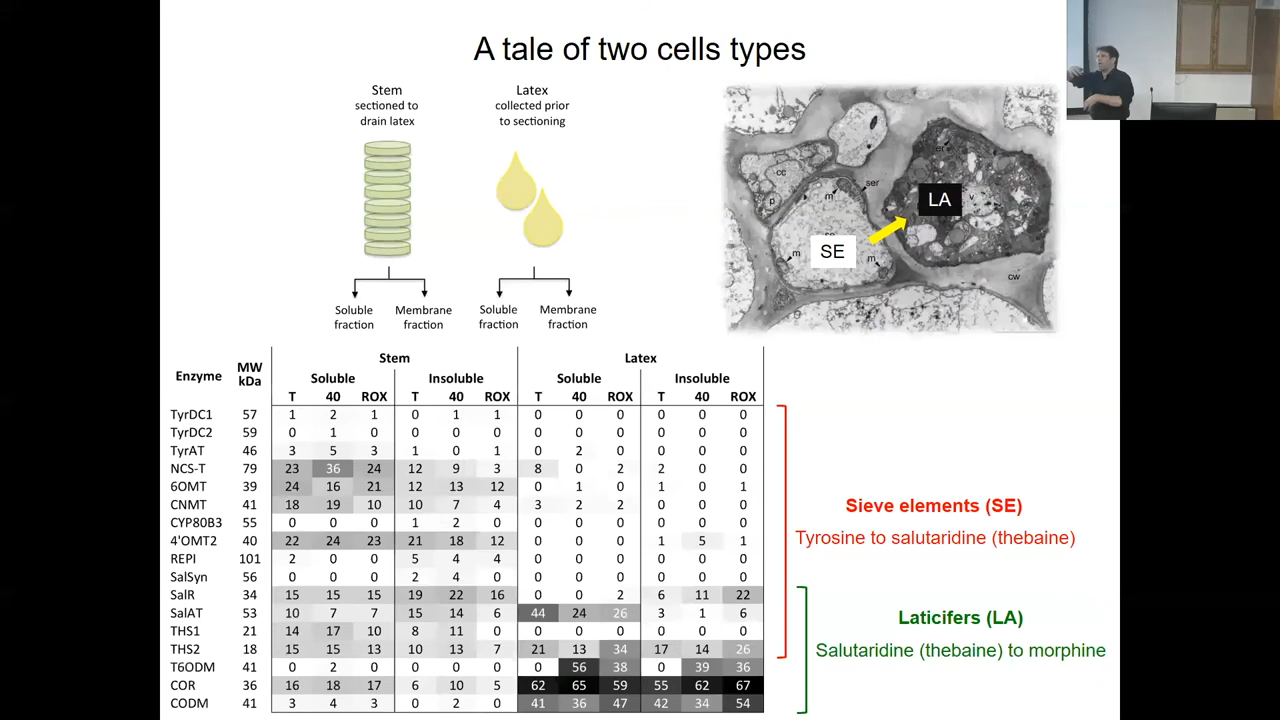 A tale of two cells types
Stem
sectioned to
drain latex
Latex
collected prior
to sectioning
Soluble
fraction
Membrane
fraction
Soluble
fraction
Membrane
fraction
cc
p
m
ser
er
LA
v
SE
m
m
cw
Stem Latex
Enzyme MW kDa Soluble Insoluble Soluble Insoluble
T 40 ROX T 40 ROX T 40 ROX T 40 ROX
TyrDC1 57 1 2 1 0 1 1 0 0 0 0 0 0
TyrDC2 59 0 1 0 0 0 0 0 0 0 0 0 0
TyrAT 46 3 5 3 1 0 1 0 2 0 0 0 0
NCS-T 79 23 36 24 12 9 3 8 0 2 2 0 0
6OMT 39 24 16 21 12 13 12 0 1 0 1 0 1
CNMT 41 18 19 10 10 7 4 3 2 2 0 0 0
CYP80B3 55 0 0 0 1 2 0 0 0 0 0 0 0
4'OMT2 40 22 24 23 21 18 12 0 0 0 1 5 1
REPI 101 2 0 0 5 4 4 0 0 0 0 0 0
SalSyn 56 0 0 0 2 4 0 0 0 0 0 0 0
SalR 34 15 15 15 19 22 16 0 0 2 6 11 22
SalAT 53 10 7 7 15 14 6 44 24 26 3 1 6
THS1 21 14 17 10 8 11 0 0 0 0 0 0 0
THS2 18 15 15 13 10 13 7 21 13 34 17 14 26
T6ODM 41 0 2 0 0 0 0 0 56 38 0 39 36
COR 36 16 18 17 6 10 5 62 65 59 55 62 67
CODM 41 3 4 3 0 2 0 41 36 47 42 34 54
Sieve elements (SE)
Tyrosine to salutaridine (thebaine)
Laticifers (LA)
Salutaridine (thebaine) to morphine